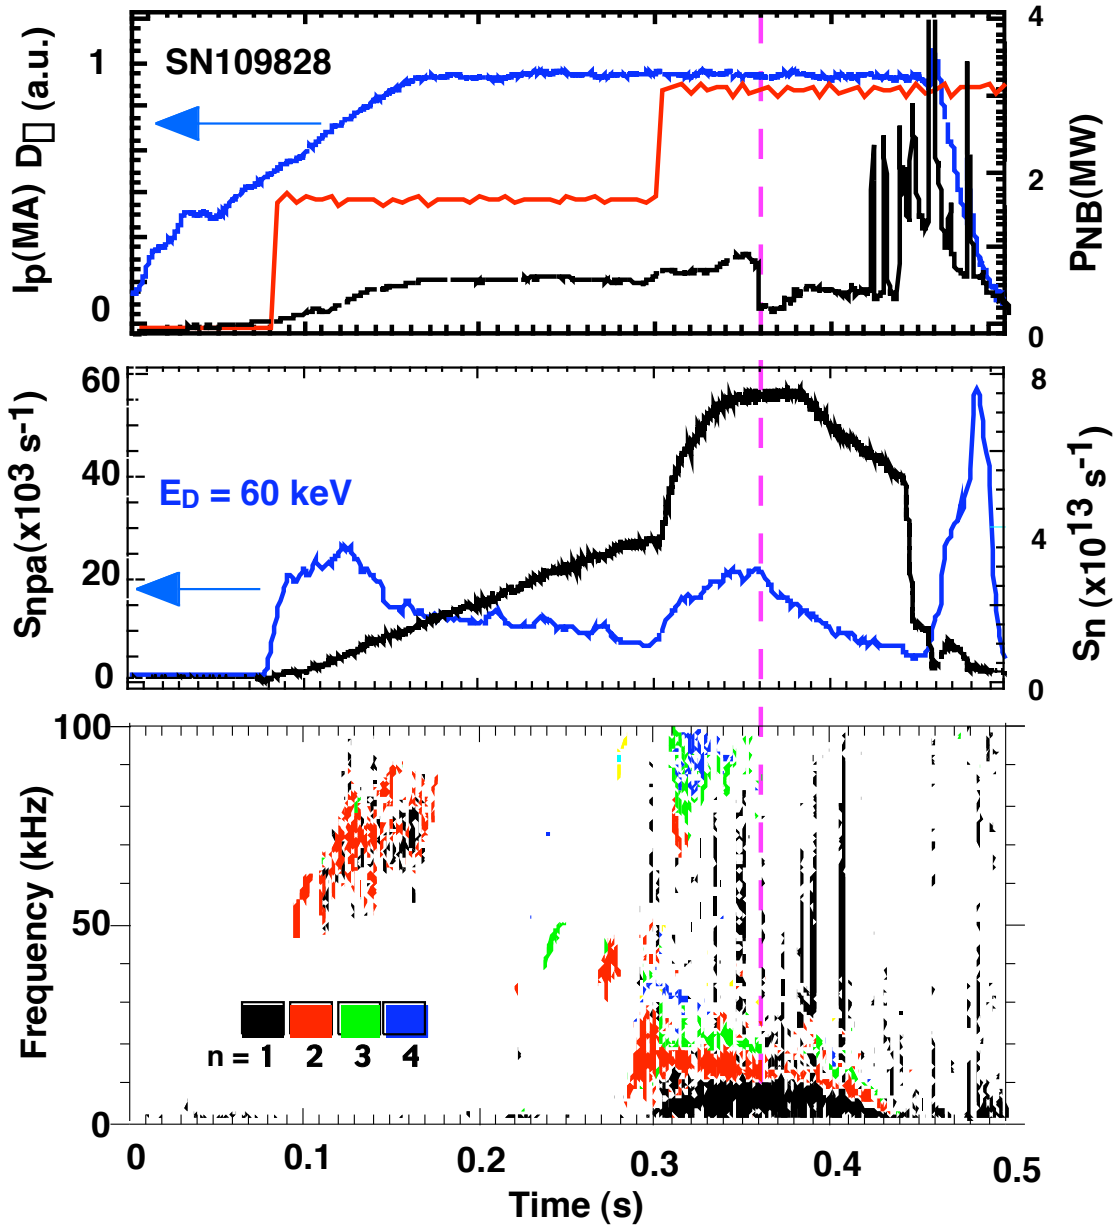 SN109828
Ip(MA) D▯ (a.u.)
1
0
PNB(MW)
4
2
0
Snpa(x10³ s-1)
60
40
20
0
ED = 60 keV
Sn (x10¹³ s-1)
8
4
0
Frequency (kHz)
100
50
0
n = 1 2 3 4
0 0.1 0.2 0.3 0.4 0.5
Time (s)